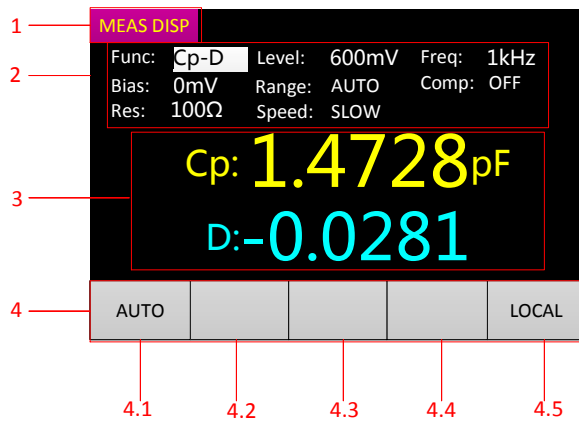 1 MEAS DISP
2 Func: Cp-D Level: 600mV Freq: 1kHz
Bias: 0mV Range: AUTO Comp: OFF
Res: 100Ω Speed: SLOW
Cp: 1.4728pF
3
D:-0.0281
4 AUTO LOCAL
4.1 4.2 4.3 4.4 4.5